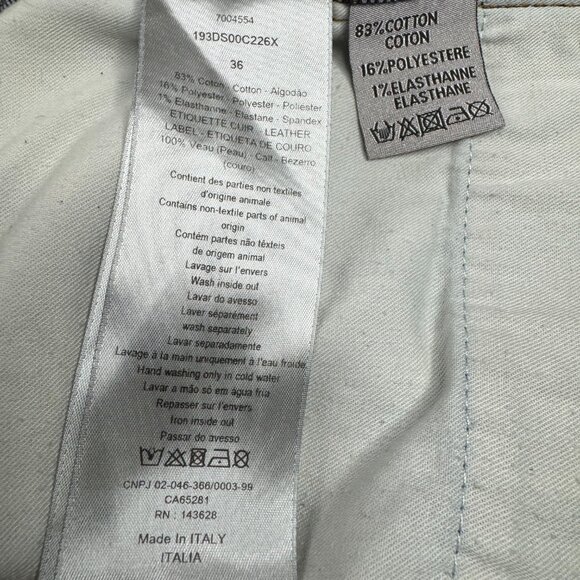 7004554
193DS00C226X
36
83% Coton - Cotton - Algodão
16% Polyester - Polyester - Poliester
1% Elasthanne - Elastane - Spandex
ETIQUETTE CUIR - LEATHER
LABEL - ETIQUETA DE COURO
100% Veau (Peau) - Calf - Bezerro
(couro)
Contient des parties non textiles
d'origine animale
Contains non-textile parts of animal
origin
Contém partes não têxteis
de origem animal
Lavage sur l'envers
Wash inside out
Lavar do avesso
Laver séparément
wash separately
Lavar separadamente
Lavage à la main uniquement à l'eau froide
Hand washing only in cold water
Lavar a mão só em água fria
Repasser sur l'envers
Iron inside out
Passar do avesso
CNPJ 02-046-366/0003-99
CA65281
RN : 143628
Made In ITALY
ITALIA
83% COTTON
COTON
16% POLYESTERE
1% ELASTHANNE
ELASTHANE